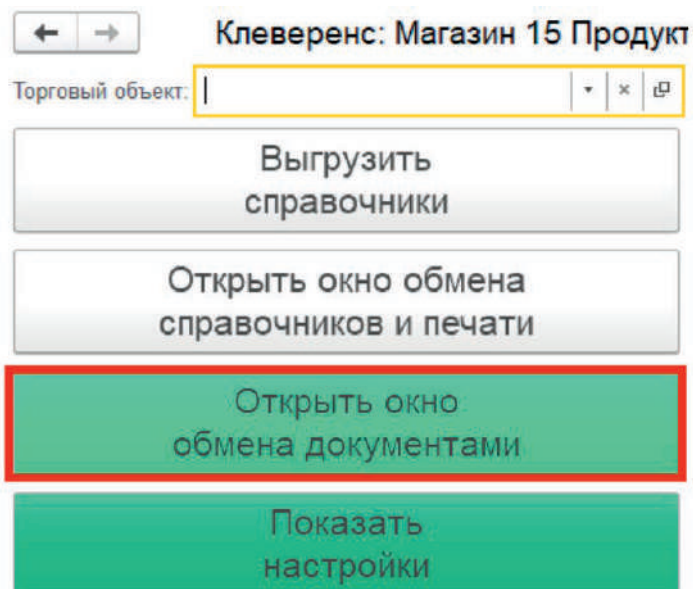 Клеверенс: Магазин 15 Продукт
Торговый объект:
Выгрузить
справочники
Открыть окно обмена
справочников и печати
Открыть окно
обмена документами
Показать
настройки